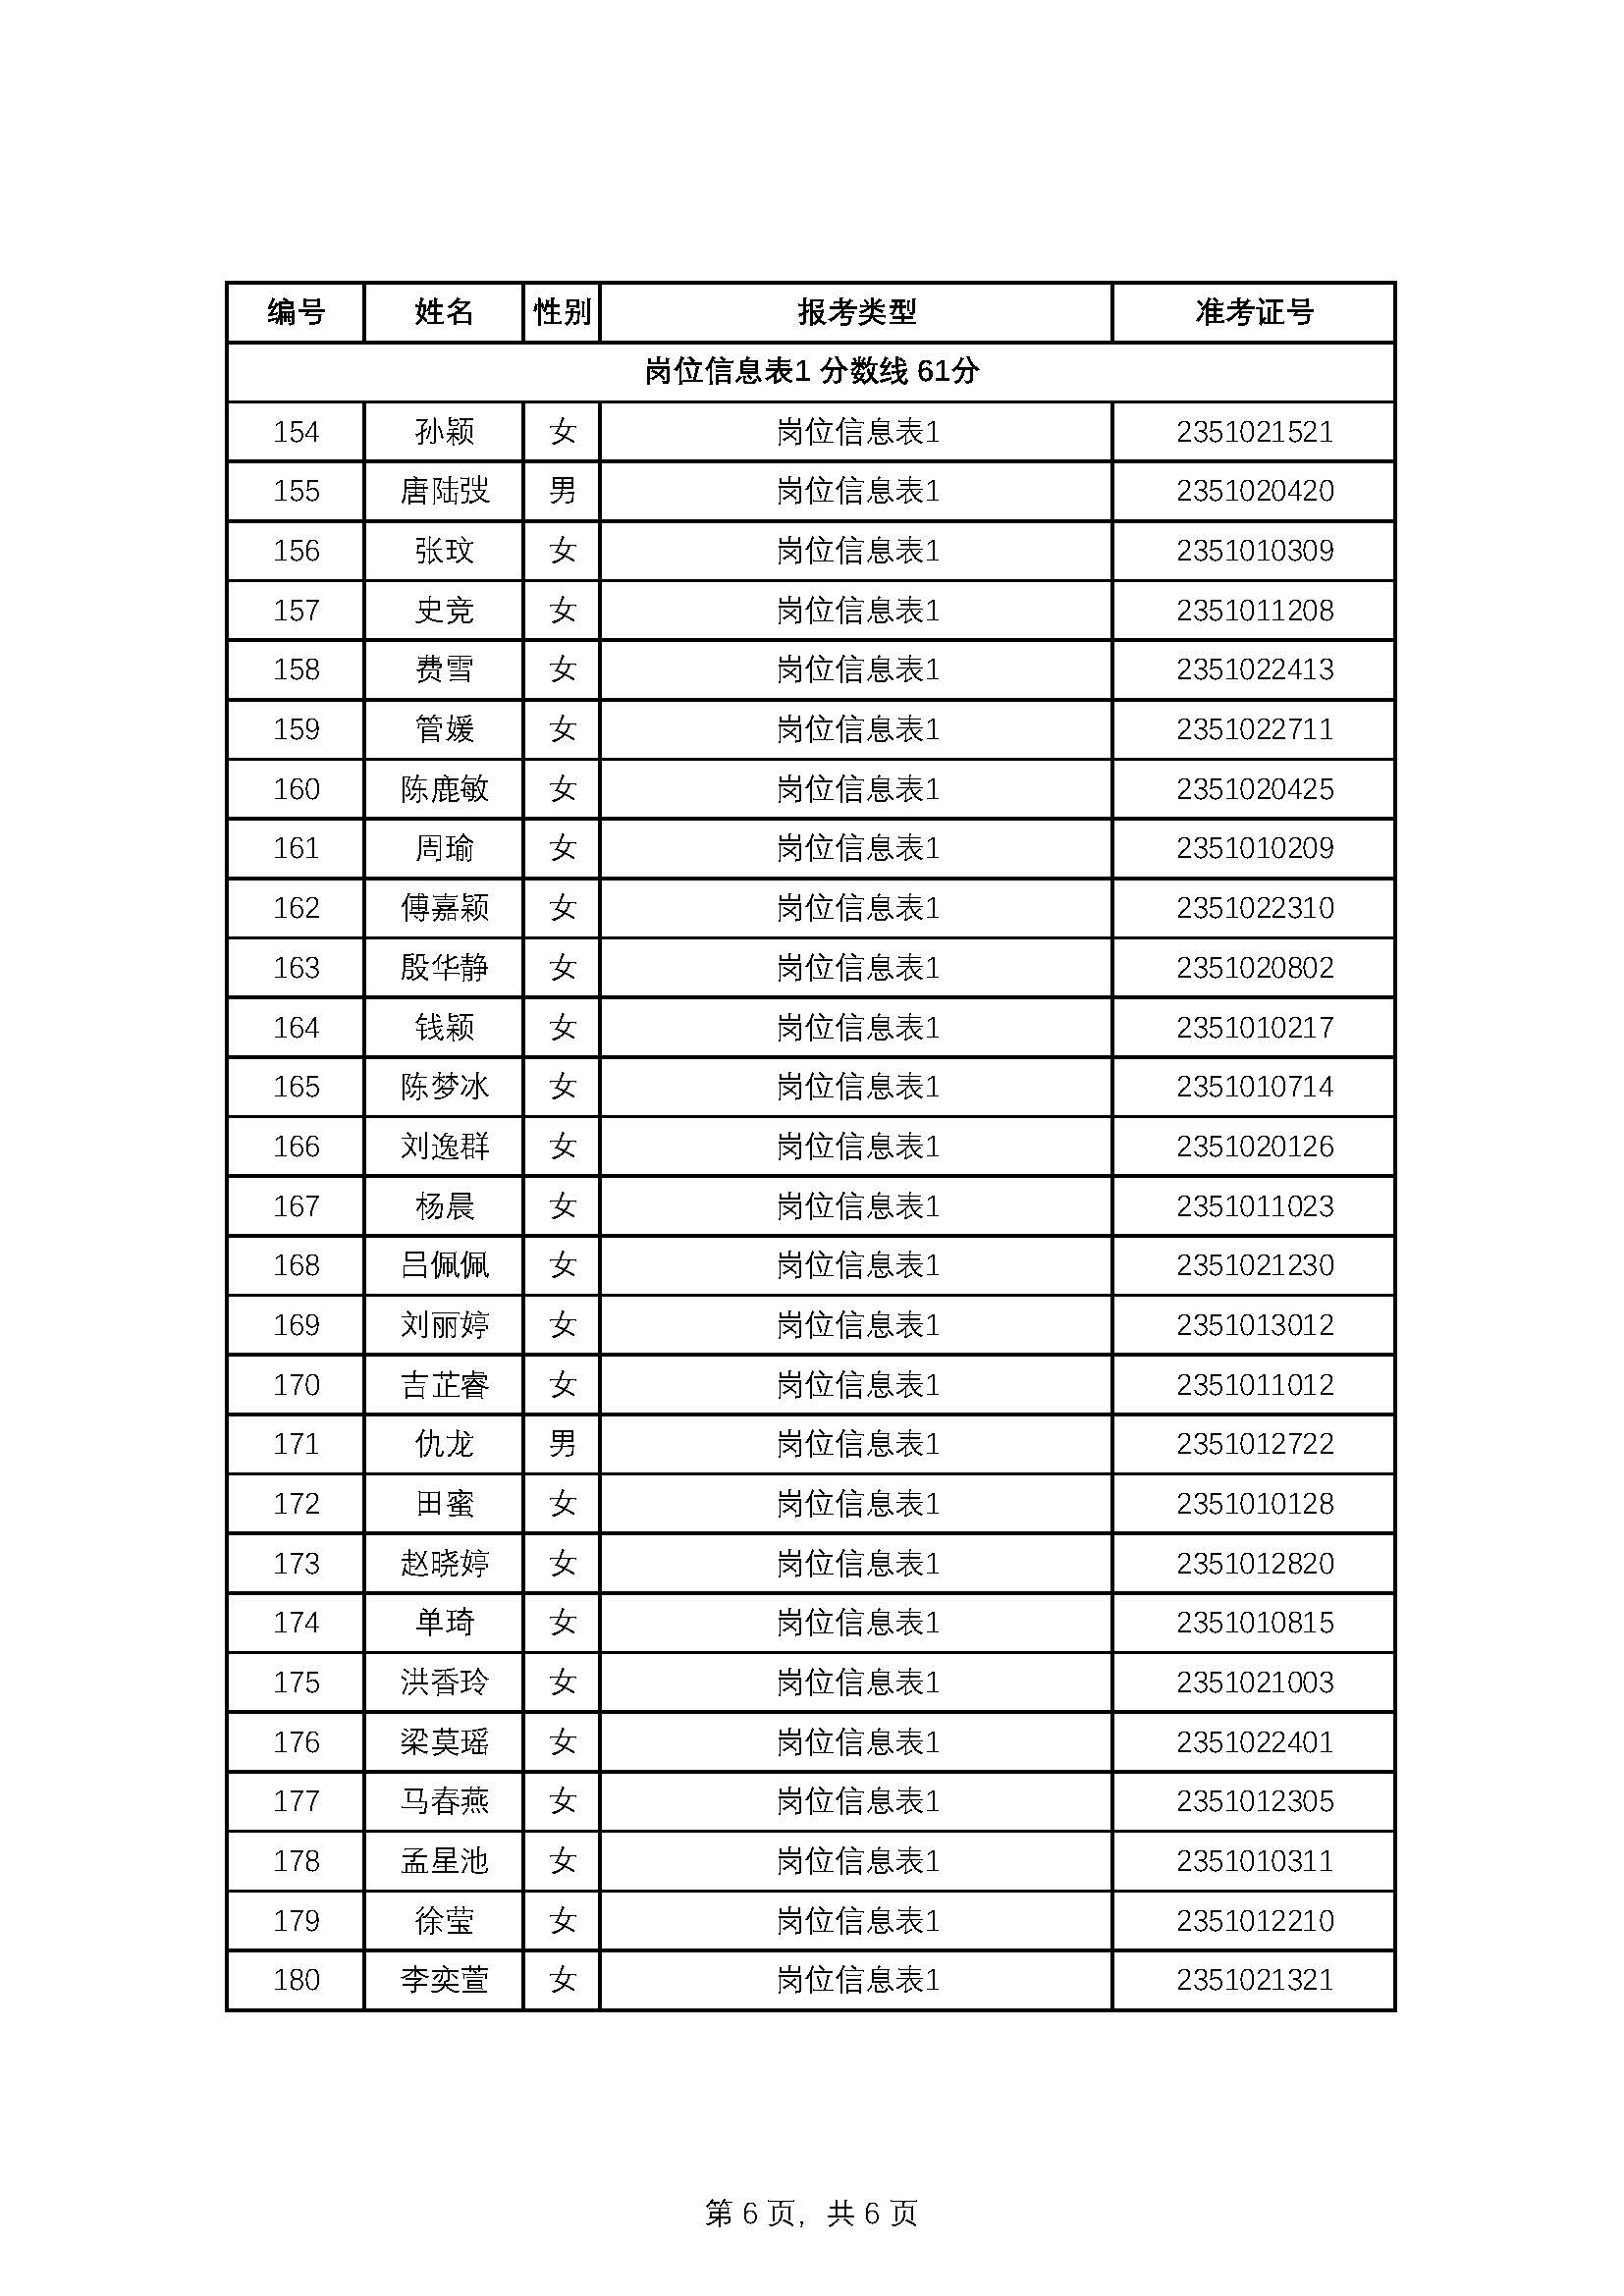 编号 姓名 性别 报考类型 准考证号
岗位信息表1 分数线 61分
154 孙颖 女 岗位信息表1 2351021521
155 唐陆弢 男 岗位信息表1 2351020420
156 张玟 女 岗位信息表1 2351010309
157 史竞 女 岗位信息表1 2351011208
158 费雪 女 岗位信息表1 2351022413
159 管媛 女 岗位信息表1 2351022711
160 陈鹿敏 女 岗位信息表1 2351020425
161 周瑜 女 岗位信息表1 2351010209
162 傅嘉颖 女 岗位信息表1 2351022310
163 殷华静 女 岗位信息表1 2351020802
164 钱颖 女 岗位信息表1 2351010217
165 陈梦冰 女 岗位信息表1 2351010714
166 刘逸群 女 岗位信息表1 2351020126
167 杨晨 女 岗位信息表1 2351011023
168 吕佩佩 女 岗位信息表1 2351021230
169 刘丽婷 女 岗位信息表1 2351013012
170 吉芷睿 女 岗位信息表1 2351011012
171 仇龙 男 岗位信息表1 2351012722
172 田蜜 女 岗位信息表1 2351010128
173 赵晓婷 女 岗位信息表1 2351012820
174 单琦 女 岗位信息表1 2351010815
175 洪香玲 女 岗位信息表1 2351021003
176 梁莫瑶 女 岗位信息表1 2351022401
177 马春燕 女 岗位信息表1 2351012305
178 孟星池 女 岗位信息表1 2351010311
179 徐莹 女 岗位信息表1 2351012210
180 李奕萱 女 岗位信息表1 2351021321
第 6 页，共 6 页